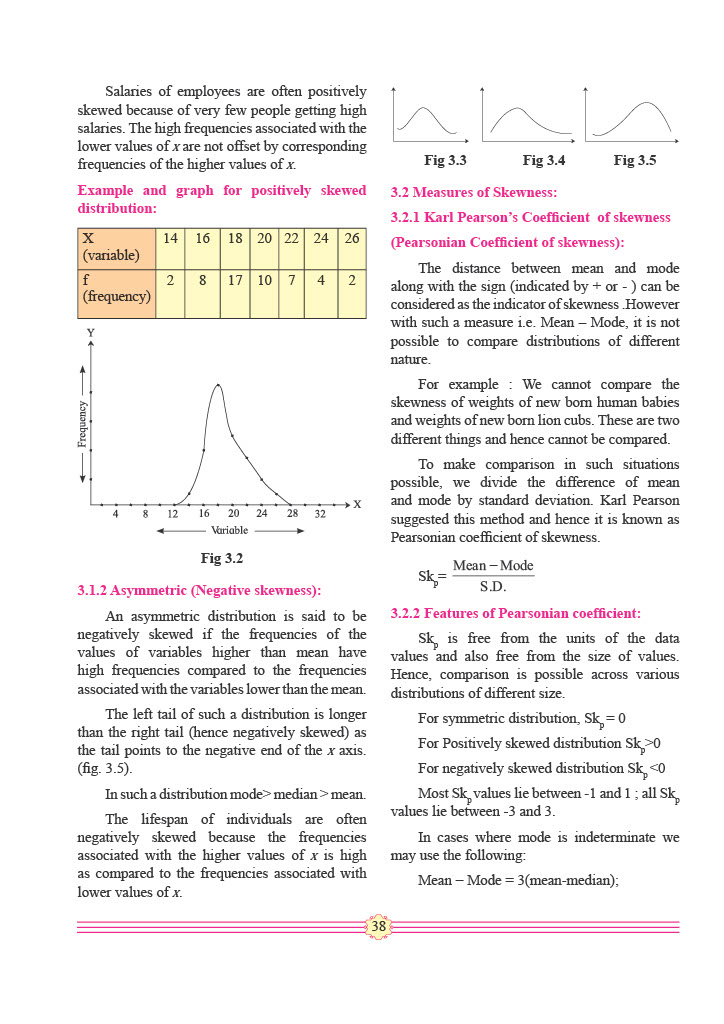 Salaries of employees are often positively
skewed because of very few people getting high
salaries. The high frequencies associated with the
lower values of x are not offset by corresponding
frequencies of the higher values of x.
Example and graph for positively skewed
distribution:
X (variable) 14 16 18 20 22 24 26
f (frequency) 2 8 17 10 7 4 2
Y
Frequency
X
4 8 12 16 20 24 28 32
Variable
Fig 3.2
3.1.2 Asymmetric (Negative skewness):
An asymmetric distribution is said to be
negatively skewed if the frequencies of the
values of variables higher than mean have
high frequencies compared to the frequencies
associated with the variables lower than the mean.
The left tail of such a distribution is longer
than the right tail (hence negatively skewed) as
the tail points to the negative end of the x axis.
(fig. 3.5).
In such a distribution mode> median > mean.
The lifespan of individuals are often
negatively skewed because the frequencies
associated with the higher values of x is high
as compared to the frequencies associated with
lower values of x.
Fig 3.3 Fig 3.4 Fig 3.5
3.2 Measures of Skewness:
3.2.1 Karl Pearson's Coefficient of skewness
(Pearsonian Coefficient of skewness):
The distance between mean and mode
along with the sign (indicated by + or - ) can be
considered as the indicator of skewness .However
with such a measure i.e. Mean – Mode, it is not
possible to compare distributions of different
nature.
For example : We cannot compare the
skewness of weights of new born human babies
and weights of new born lion cubs. These are two
different things and hence cannot be compared.
To make comparison in such situations
possible, we divide the difference of mean
and mode by standard deviation. Karl Pearson
suggested this method and hence it is known as
Pearsonian coefficient of skewness.
Skp= Mean – Mode / S.D.
3.2.2 Features of Pearsonian coefficient:
Skp is free from the units of the data
values and also free from the size of values.
Hence, comparison is possible across various
distributions of different size.
For symmetric distribution, Skp= 0
For Positively skewed distribution Skp>0
For negatively skewed distribution Skp<0
Most Skp values lie between -1 and 1 ; all Skp
values lie between -3 and 3.
In cases where mode is indeterminate we
may use the following:
Mean – Mode = 3(mean-median);
38